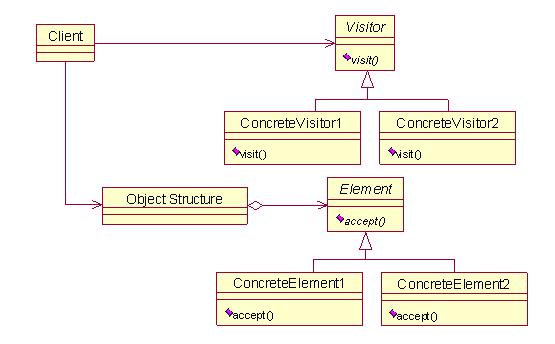 Client
Visitor
visit()
ConcreteVisitor1
visit()
ConcreteVisitor2
visit()
Object Structure
Element
accept()
ConcreteElement1
accept()
ConcreteElement2
accept()